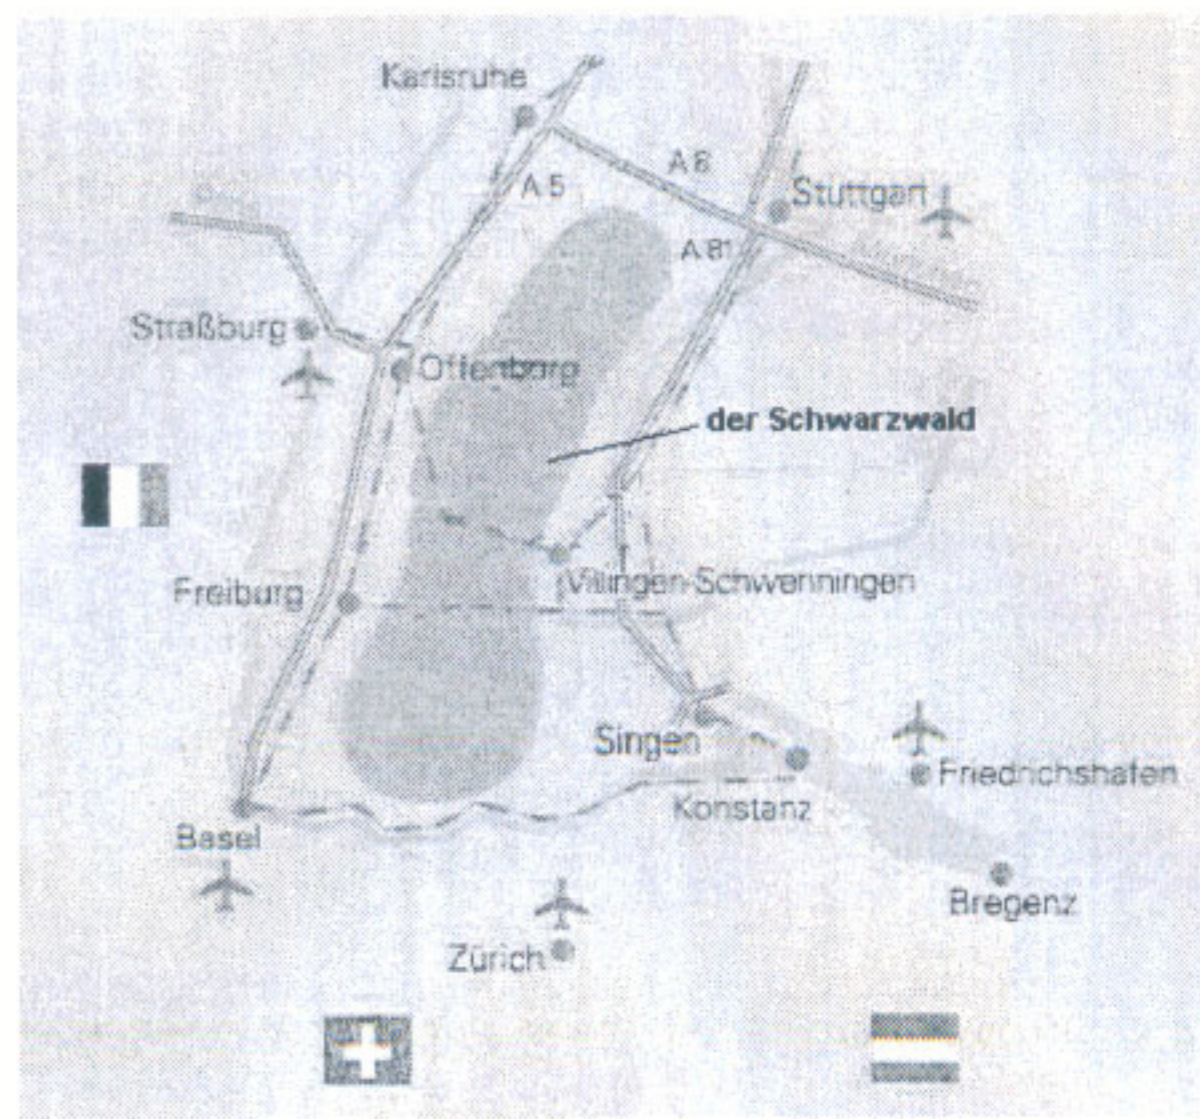 Karlsruhe
A 5
A 8
Stuttgart
A 81
Straßburg
Offenburg
der Schwarzwald
Freiburg
Villingen-Schwenningen
Singen
Friedrichshafen
Konstanz
Basel
Bregenz
Zürich